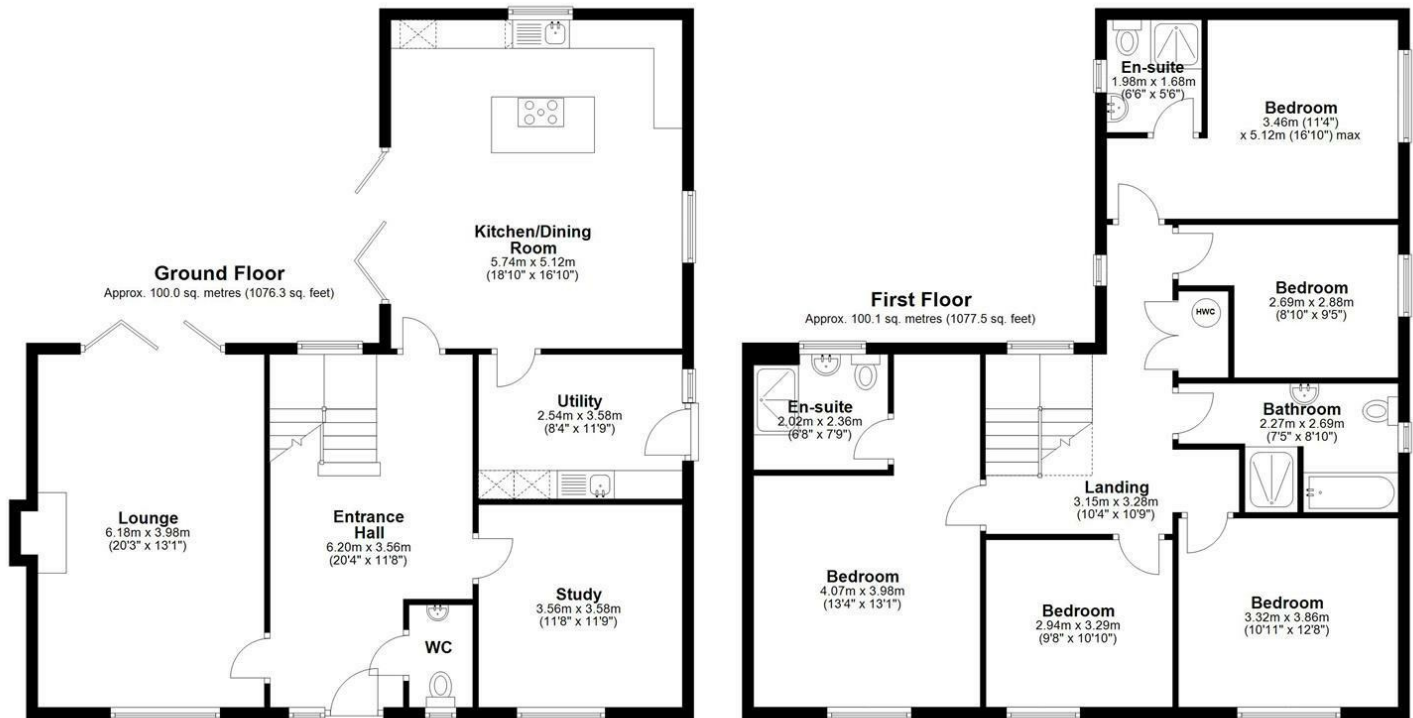 Ground Floor
Approx. 100.0 sq. metres (1076.3 sq. feet)
Kitchen/Dining
Room
5.74m x 5.12m
(18'10" x 16'10")
Utility
2.54m x 3.58m
(8'4" x 11'9")
Lounge
6.18m x 3.98m
(20'3" x 13'1")
Entrance
Hall
6.20m x 3.56m
(20'4" x 11'8")
Study
3.56m x 3.58m
(11'8" x 11'9")
WC
First Floor
Approx. 100.1 sq. metres (1077.5 sq. feet)
En-suite
1.98m x 1.68m
(6'6" x 5'6")
Bedroom
3.46m (11'4")
x 5.12m (16'10") max
Bedroom
2.69m x 2.88m
(8'10" x 9'5")
HWC
En-suite
2.02m x 2.36m
(6'8" x 7'9")
Bathroom
2.27m x 2.69m
(7'5" x 8'10")
Landing
3.15m x 3.28m
(10'4" x 10'9")
Bedroom
4.07m x 3.98m
(13'4" x 13'1")
Bedroom
2.94m x 3.29m
(9'8" x 10'10")
Bedroom
3.32m x 3.86m
(10'11" x 12'8")